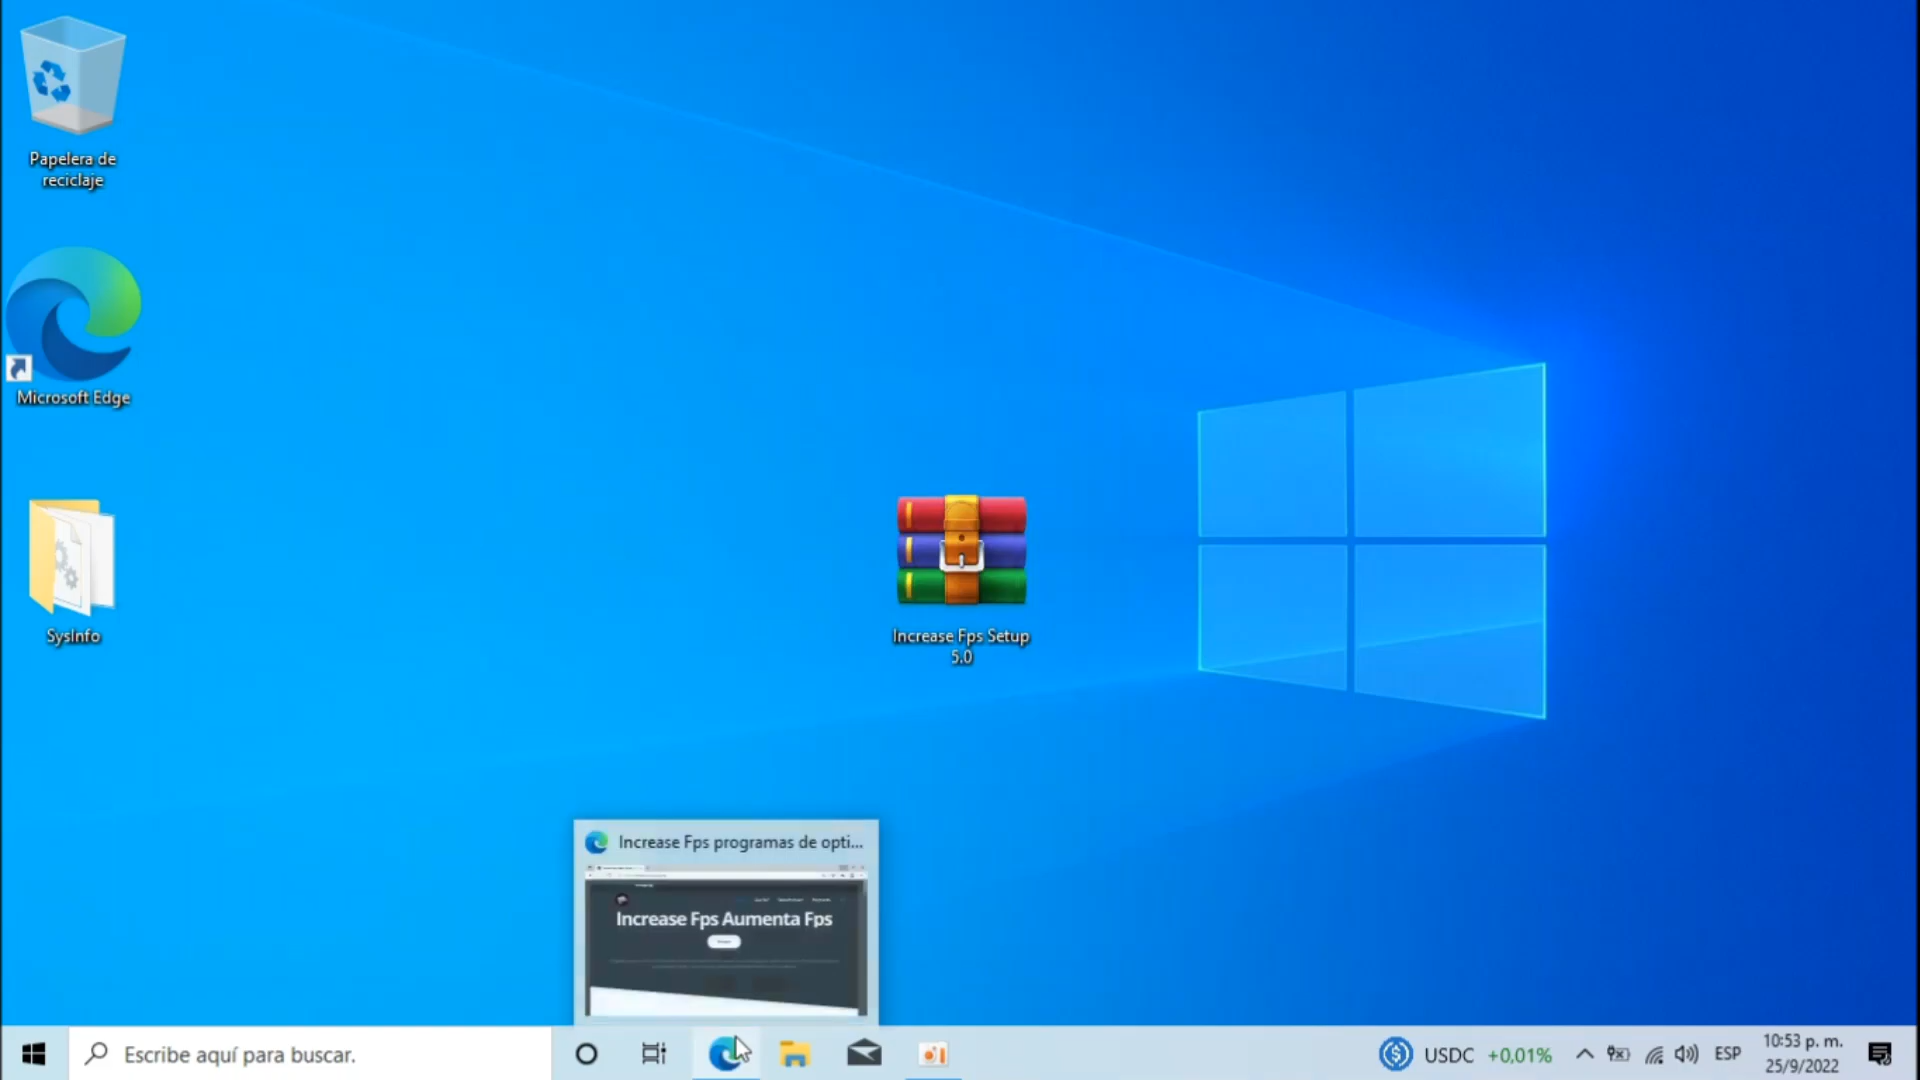 Papelera de
reciclaje
Microsoft Edge
SysInfo
Increase Fps Setup
5.0
Increase Fps programas de opti...
Increase Fps Aumenta Fps
Escribe aquí para buscar.
USDC +0,01%
ESP
10:53 p. m.
25/9/2022